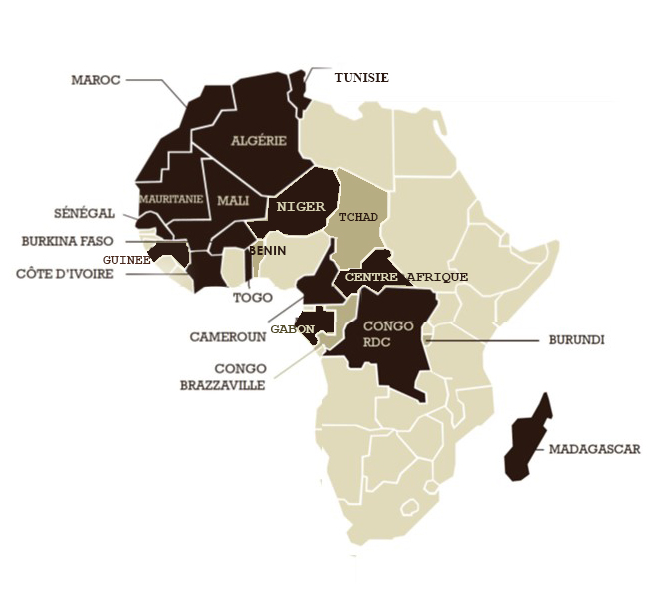 TUNISIE
MAROC
ALGÉRIE
MAURITANIE
MALI
NIGER
TCHAD
SÉNÉGAL
BURKINA FASO
BENIN
GUINEE
CÔTE D'IVOIRE
CENTRE AFRIQUE
TOGO
CAMEROUN
GABON
CONGO
RDC
BURUNDI
CONGO
BRAZZAVILLE
MADAGASCAR